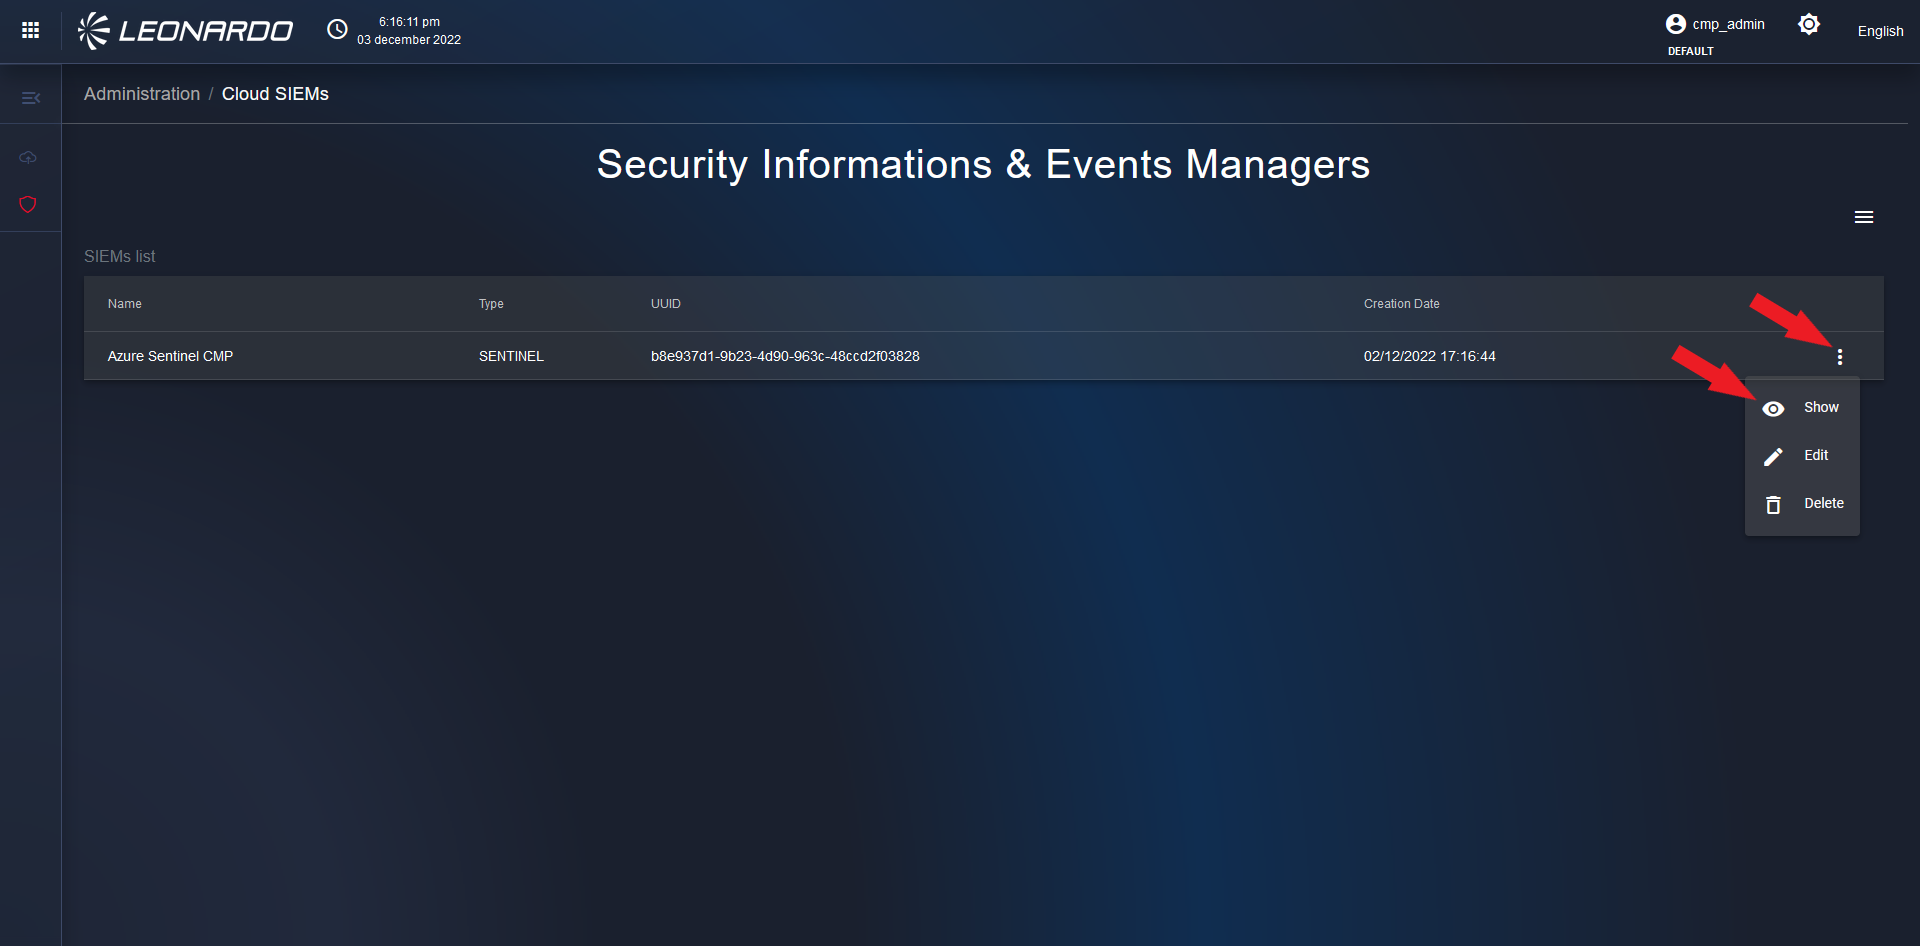 LEONARDO
6:16:11 pm
03 december 2022
cmp_admin
DEFAULT
English
Administration / Cloud SIEMs
Security Informations & Events Managers
SIEMs list
Name Type UUID Creation Date
Azure Sentinel CMP SENTINEL b8e937d1-9b23-4d90-963c-48ccd2f03828 02/12/2022 17:16:44
Show
Edit
Delete